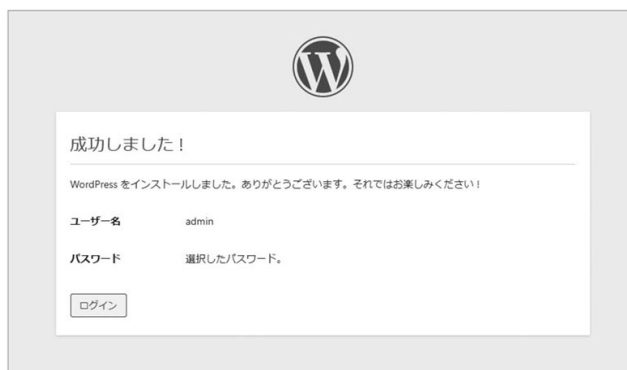 成功しました !
WordPress をインストールしました。ありがとうございます。それではお楽しみください !
ユーザー名 admin
パスワード 選択したパスワード。
ログイン